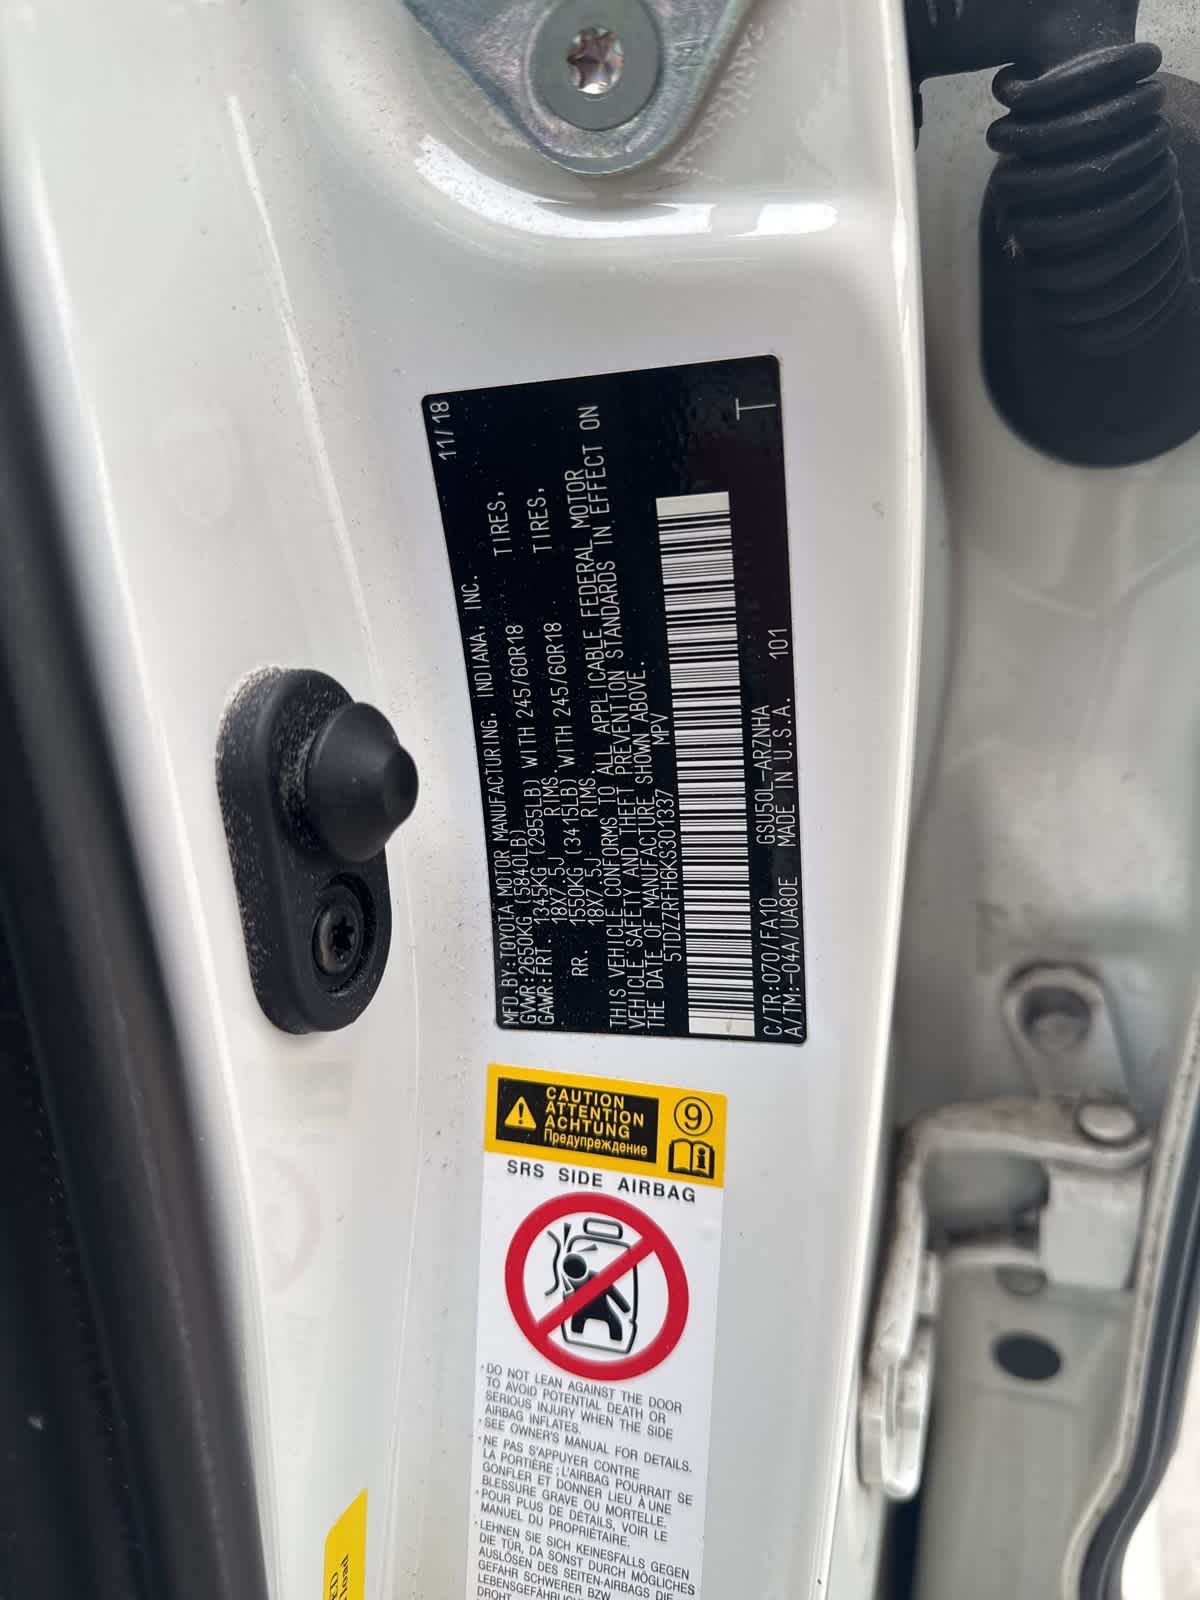 11/18
MFD.BY:TOYOTA MOTOR MANUFACTURING, INDIANA, INC.
GVWR:2650KG (5840LB)
GAWR:FRT. 1345KG (2955LB) WITH 245/60R18 TIRES,
18X7.5J RIMS.
RR. 1550KG (3415LB) WITH 245/60R18 TIRES,
18X7.5J RIMS.
THIS VEHICLE CONFORMS TO ALL APPLICABLE FEDERAL MOTOR
VEHICLE SAFETY AND THEFT PREVENTION STANDARDS IN EFFECT ON
THE DATE OF MANUFACTURE SHOWN ABOVE.
5TDZZRFH6KS301337 MPV
T
C/TR:070/FA10 GSU50L-ARZNHA 101
A/TM:-04A/UA80E MADE IN U.S.A.
CAUTION
ATTENTION
ACHTUNG
Предупреждение
9
i
SRS SIDE AIRBAG
·DO NOT LEAN AGAINST THE DOOR
TO AVOID POTENTIAL DEATH OR
SERIOUS INJURY WHEN THE SIDE
AIRBAG INFLATES.
·SEE OWNER'S MANUAL FOR DETAILS.
·NE PAS S'APPUYER CONTRE
LA PORTIÈRE ; L'AIRBAG POURRAIT SE
GONFLER ET DONNER LIEU À UNE
BLESSURE GRAVE OU MORTELLE.
·POUR PLUS DE DÉTAILS, VOIR LE
MANUEL DU PROPRIÉTAIRE.
·LEHNEN SIE SICH KEINESFALLS GEGEN
DIE TÜR, DA SONST DURCH MÖGLICHES
AUSLÖSEN DES SEITEN-AIRBAGS DIE
GEFAHR SCHWERER BZW.
DROHT.